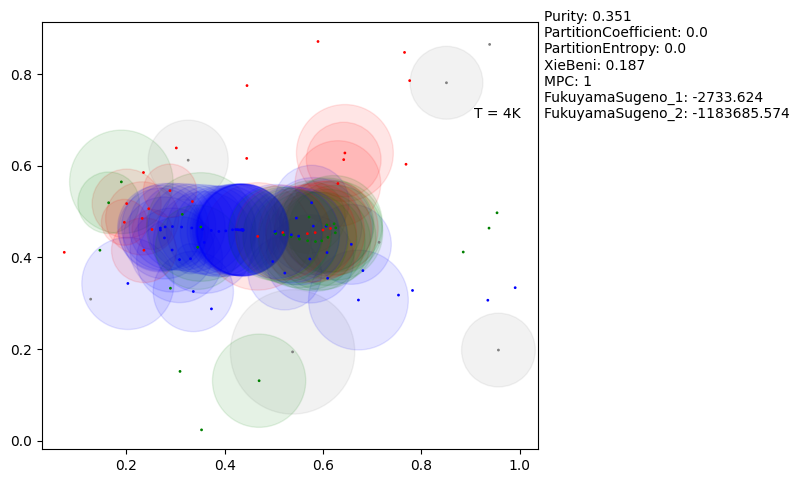 Purity: 0.351
PartitionCoefficient: 0.0
PartitionEntropy: 0.0
XieBeni: 0.187
MPC: 1
FukuyamaSugeno_1: -2733.624
FukuyamaSugeno_2: -1183685.574
T = 4K
0.8
0.6
0.4
0.2
0.0
0.2 0.4 0.6 0.8 1.0